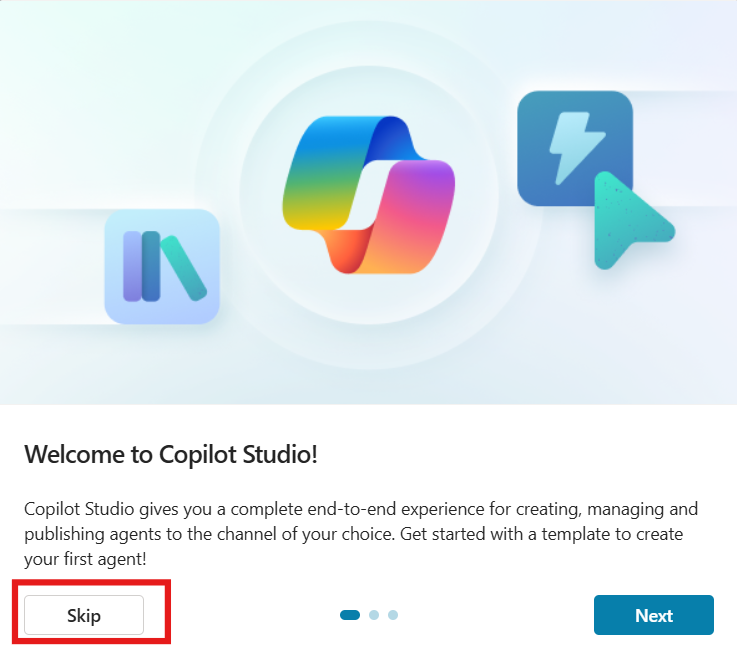 Welcome to Copilot Studio!
Copilot Studio gives you a complete end-to-end experience for creating, managing and
publishing agents to the channel of your choice. Get started with a template to create
your first agent!
Skip
Next